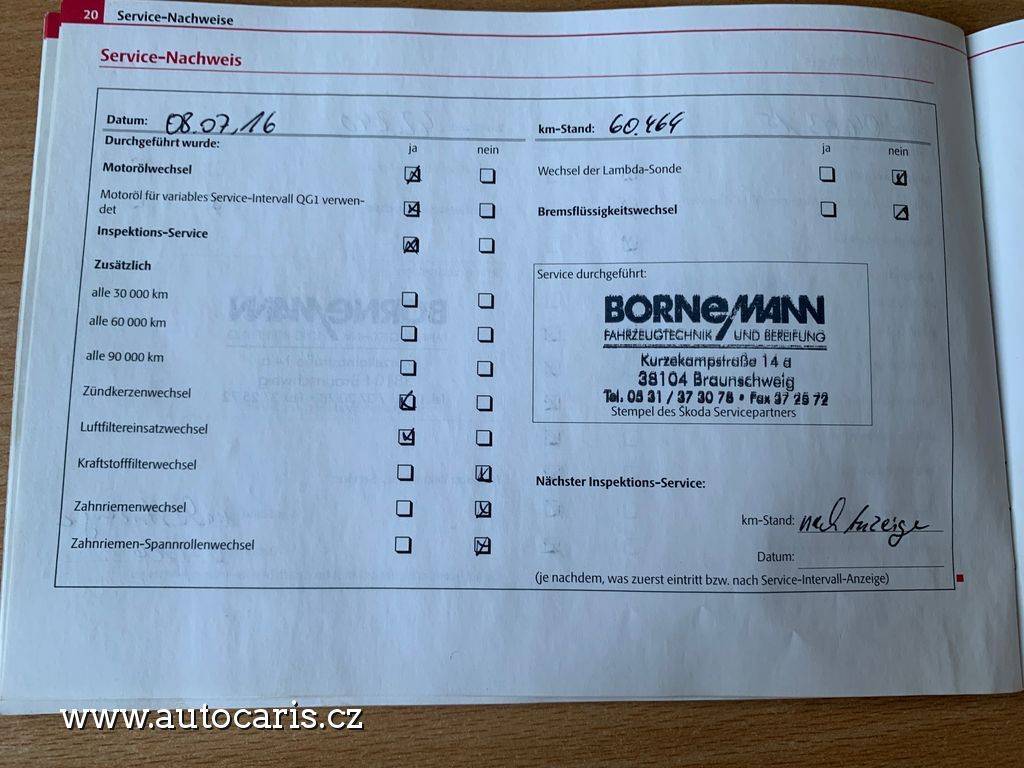 20 Service-Nachweise
Service-Nachweis
Datum: 08.07.16
km-Stand: 60.464
Durchgeführt wurde:
ja nein
ja nein
Motorölwechsel
Motoröl für variables Service-Intervall QG1 verwen-
det
Inspektions-Service
Zusätzlich
alle 30 000 km
alle 60 000 km
alle 90 000 km
Zündkerzenwechsel
Luftfiltereinsatzwechsel
Kraftstofffilterwechsel
Zahnriemenwechsel
Zahnriemen-Spannrollenwechsel
Wechsel der Lambda-Sonde
Bremsflüssigkeitswechsel
Service durchgeführt:
BORNEMANN
FAHRZEUGTECHNIK UND BEREIFUNG
Kurzekampstraße 14 a
38104 Braunschweig
Tel. 05 31 / 37 30 76 • Fax 37 25 72
Stempel des Škoda Servicepartners
Nächster Inspektions-Service:
km-Stand: nach Anzeige
Datum:
(je nachdem, was zuerst eintritt bzw. nach Service-Intervall-Anzeige)
www.autocaris.cz